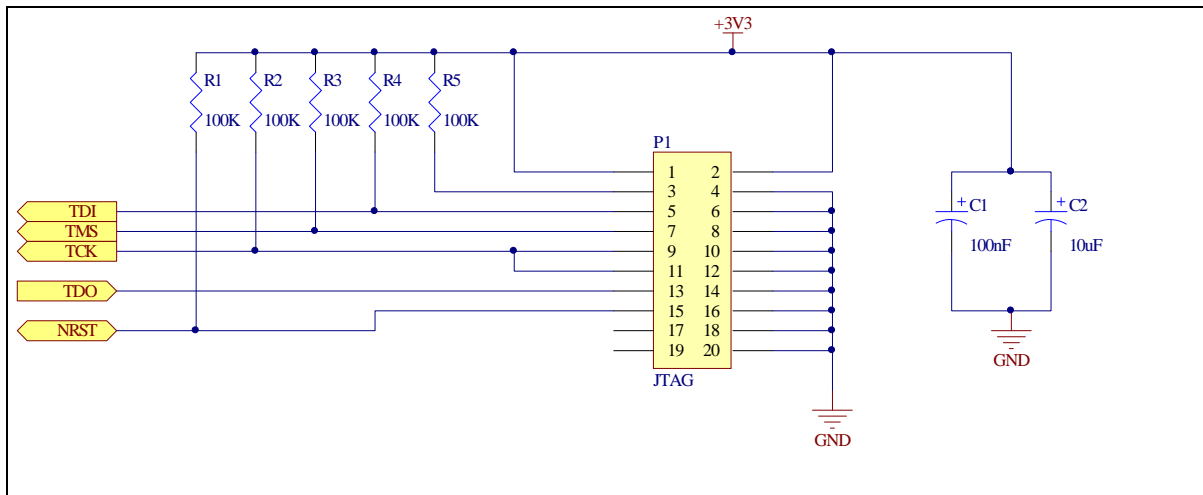 +3V3
R1 R2 R3 R4 R5
100K 100K 100K 100K 100K
P1
1 2
3 4
TDI 5 6
TMS 7 8
TCK 9 10
11 12
TDO 13 14
15 16
NRST 17 18
19 20
JTAG
GND
+ C1
100nF
+ C2
10uF
GND